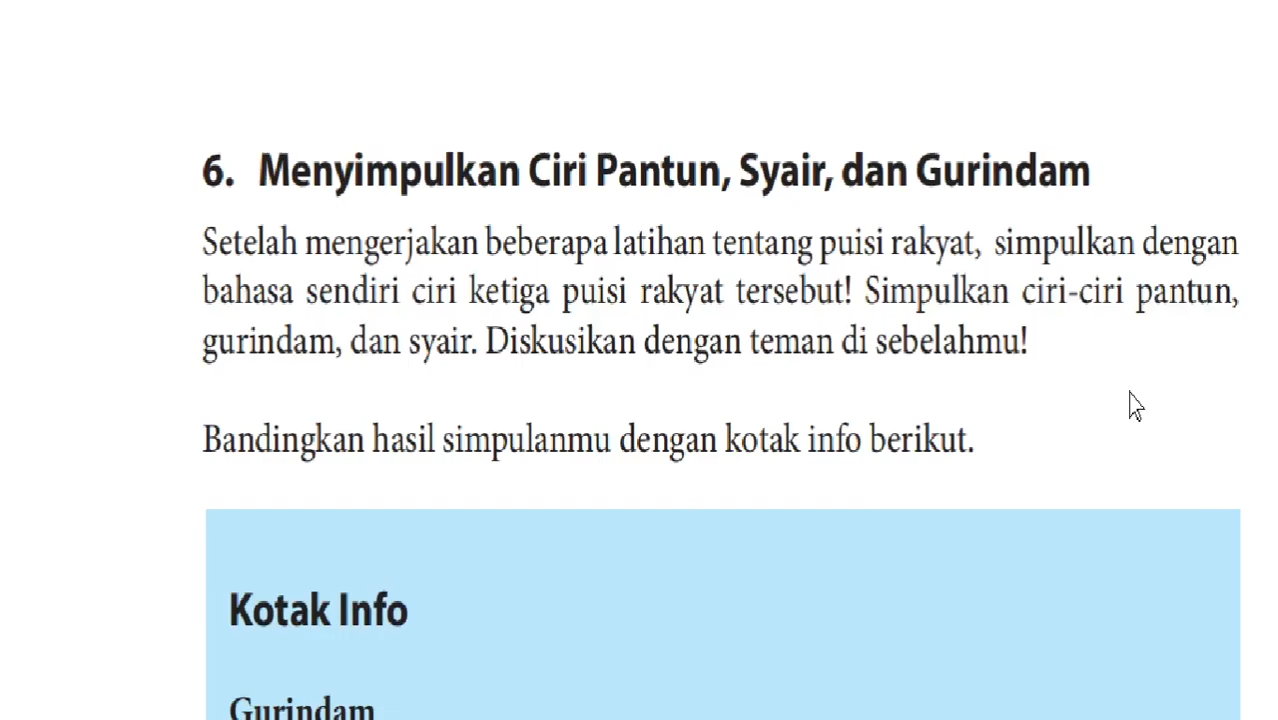 6. Menyimpulkan Ciri Pantun, Syair, dan Gurindam
Setelah mengerjakan beberapa latihan tentang puisi rakyat, simpulkan dengan
bahasa sendiri ciri ketiga puisi rakyat tersebut! Simpulkan ciri-ciri pantun,
gurindam, dan syair. Diskusikan dengan teman di sebelahmu!
Bandingkan hasil simpulanmu dengan kotak info berikut.
Kotak Info
Gurindam